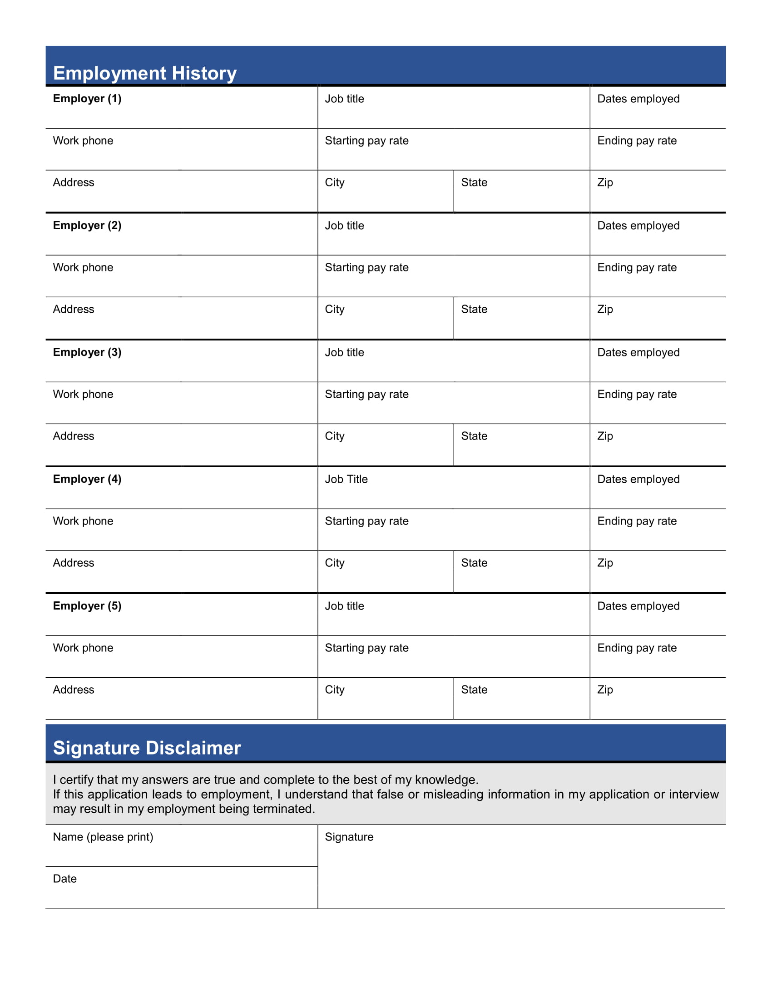 Employment History
Employer (1) Job title Dates employed
Work phone Starting pay rate Ending pay rate
Address City State Zip
Employer (2) Job title Dates employed
Work phone Starting pay rate Ending pay rate
Address City State Zip
Employer (3) Job title Dates employed
Work phone Starting pay rate Ending pay rate
Address City State Zip
Employer (4) Job Title Dates employed
Work phone Starting pay rate Ending pay rate
Address City State Zip
Employer (5) Job title Dates employed
Work phone Starting pay rate Ending pay rate
Address City State Zip
Signature Disclaimer
I certify that my answers are true and complete to the best of my knowledge.
If this application leads to employment, I understand that false or misleading information in my application or interview
may result in my employment being terminated.
Name (please print) Signature
Date